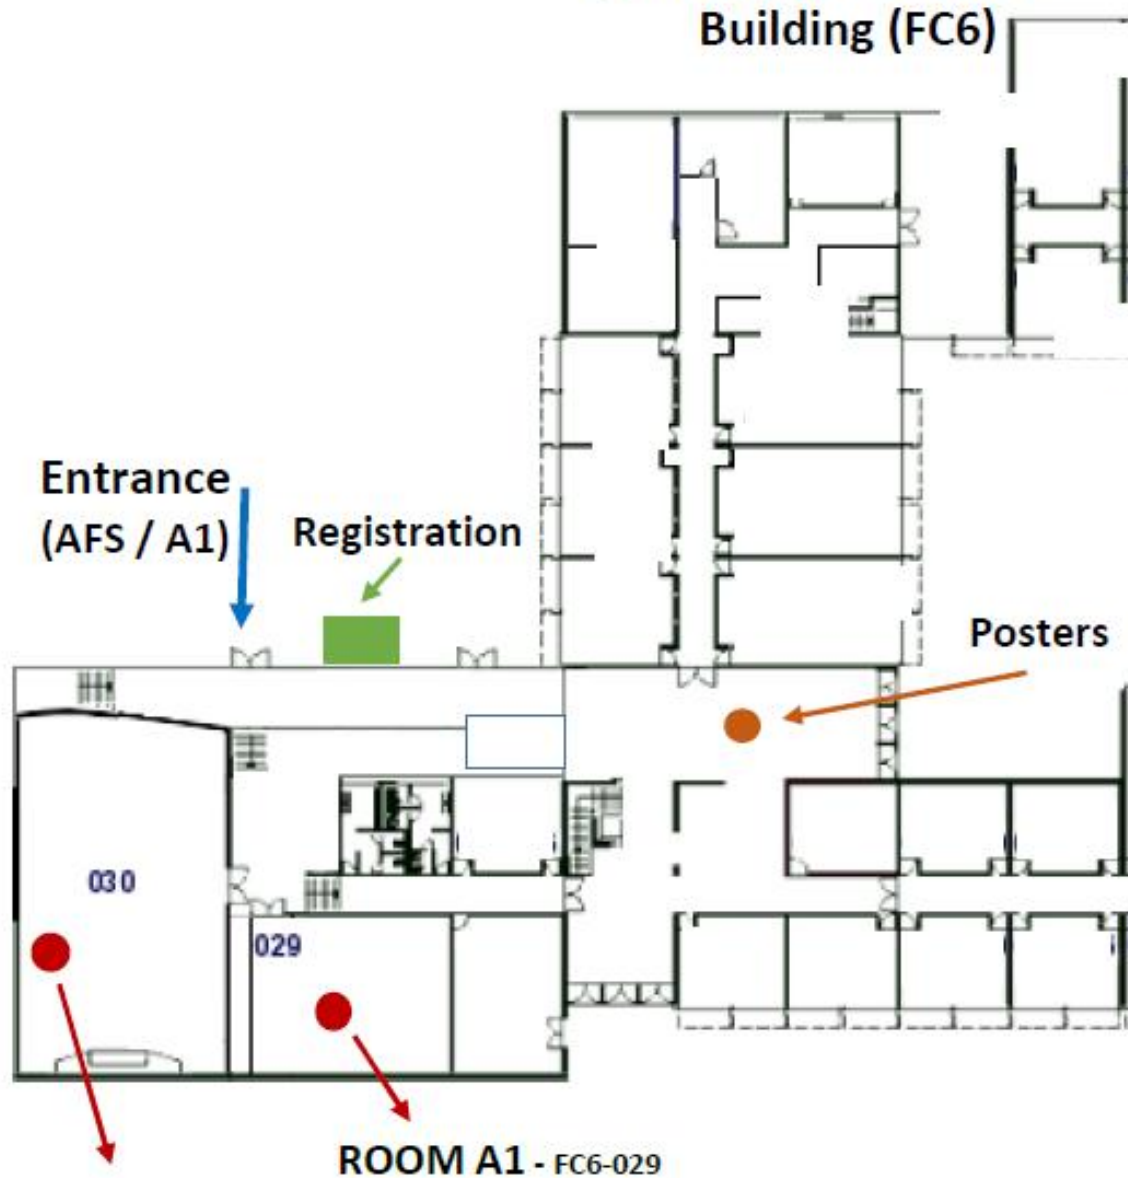 Building (FC6)
Entrance
(AFS / A1)
Registration
Posters
030
029
ROOM A1 - FC6-029